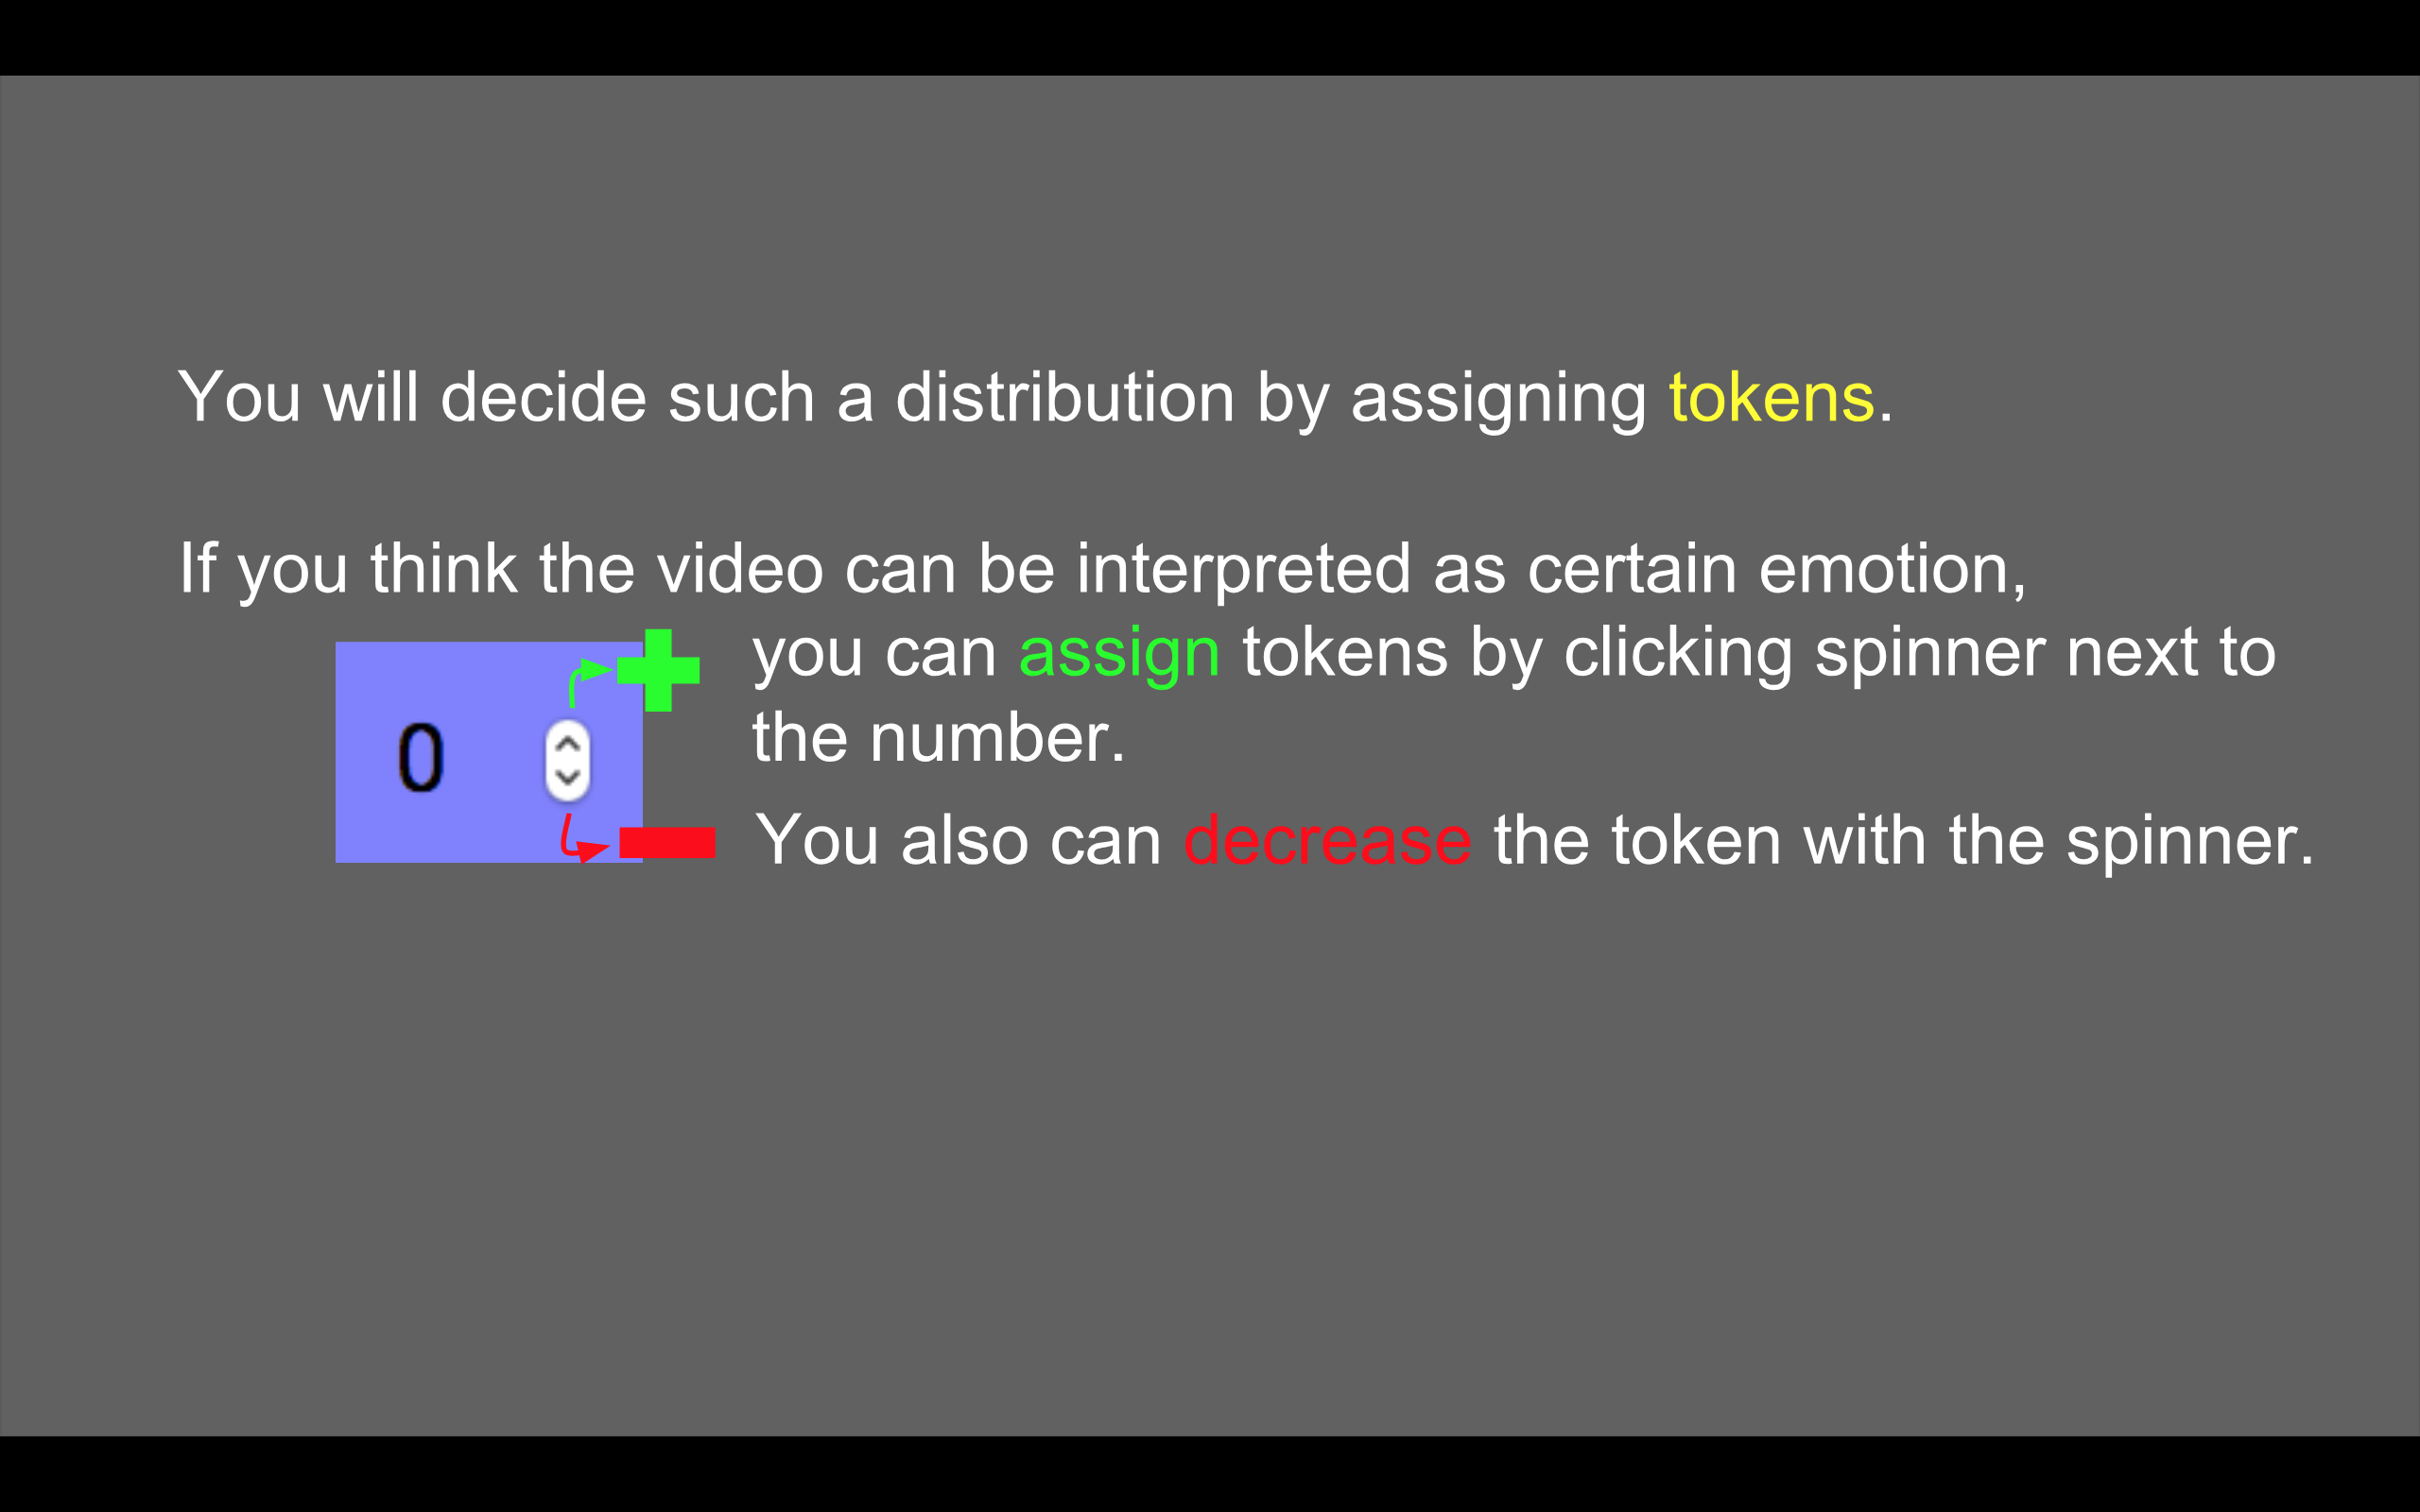 You will decide such a distribution by assigning tokens.
If you think the video can be interpreted as certain emotion,
you can assign tokens by clicking spinner next to
the number.
0
You also can decrease the token with the spinner.